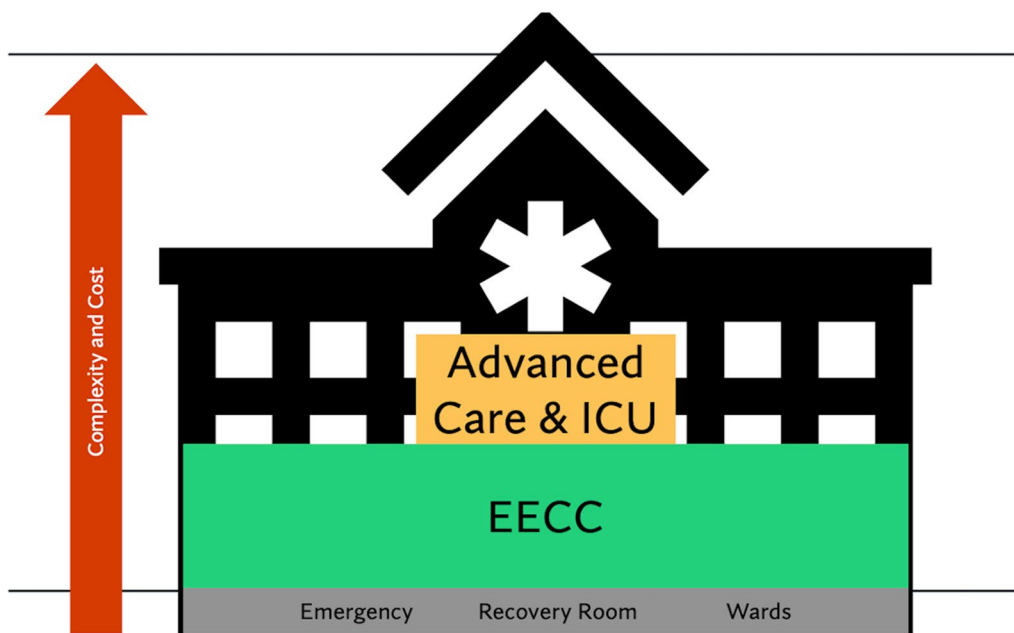 Complexity and Cost
Advanced
Care & ICU
EECC
Emergency Recovery Room Wards